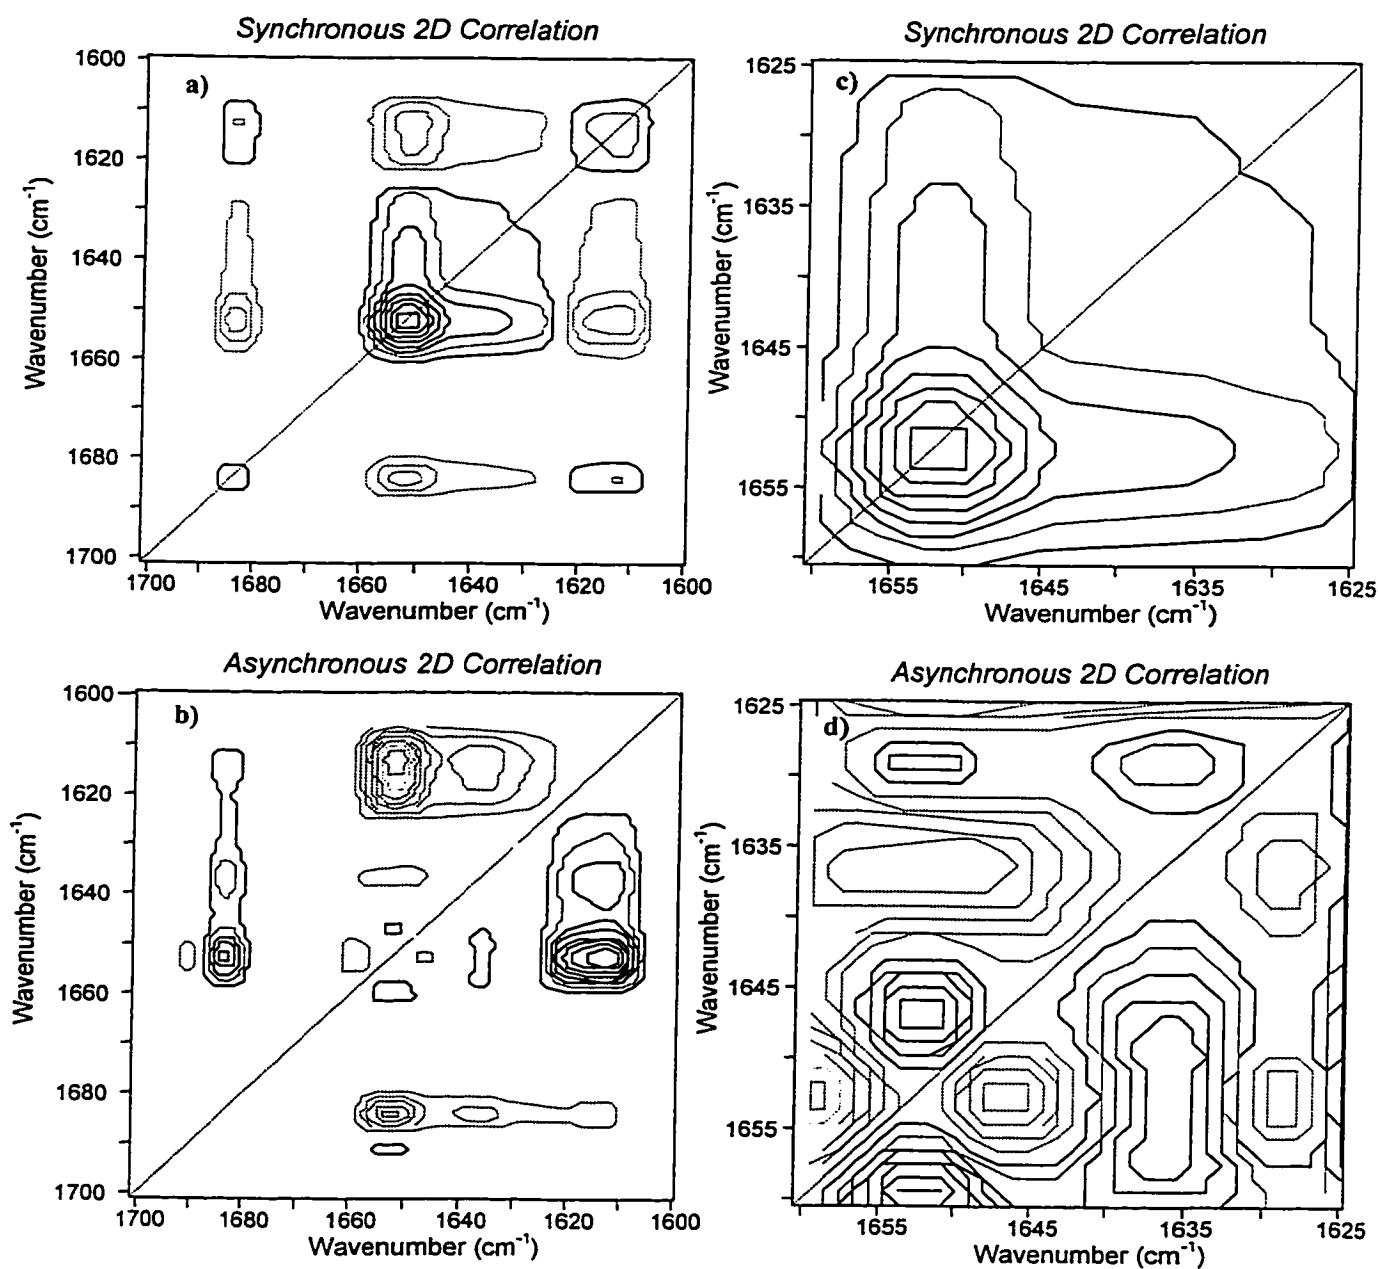 Synchronous 2D Correlation
a)
Wavenumber (cm-1)
1600
1620
1640
1660
1680
1700
1700 1680 1660 1640 1620 1600
Wavenumber (cm-1)
Synchronous 2D Correlation
c)
Wavenumber (cm-1)
1625
1635
1645
1655
1655 1645 1635 1625
Wavenumber (cm-1)
Asynchronous 2D Correlation
b)
Wavenumber (cm-1)
1600
1620
1640
1660
1680
1700
1700 1680 1660 1640 1620 1600
Wavenumber (cm-1)
Asynchronous 2D Correlation
d)
Wavenumber (cm-1)
1625
1635
1645
1655
1655 1645 1635 1625
Wavenumber (cm-1)